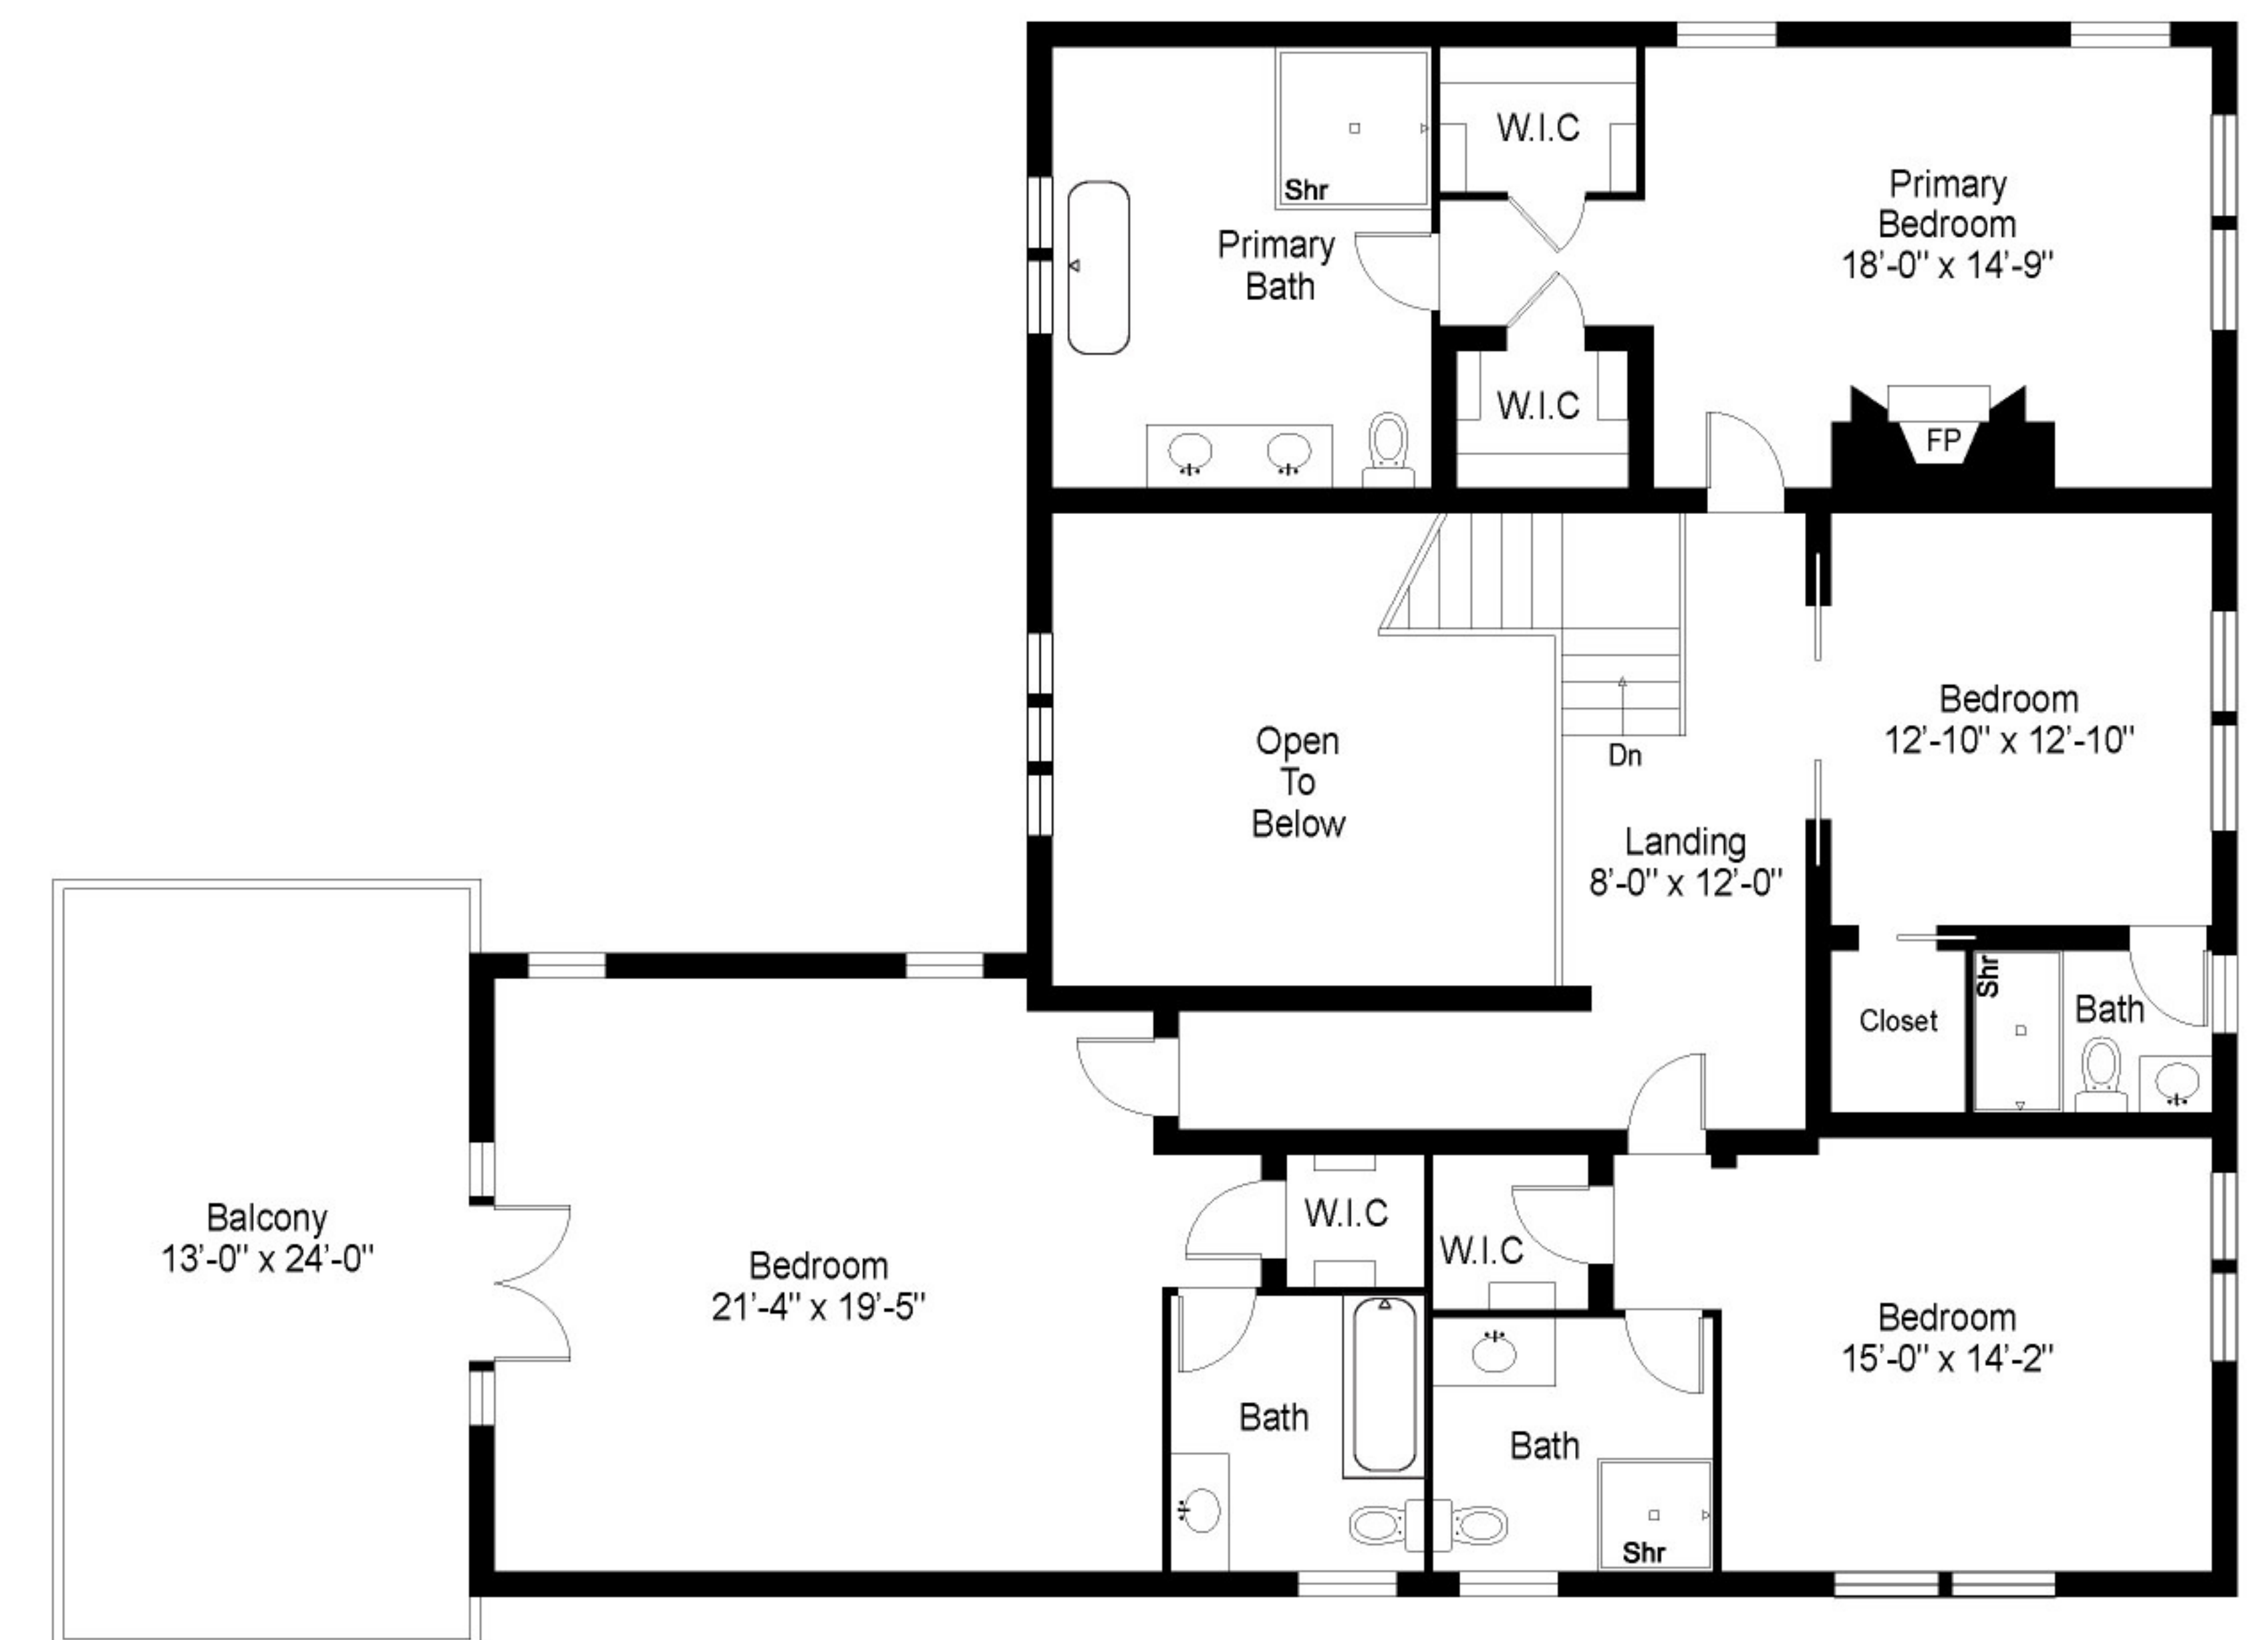 W.I.C
Shr
Primary
Bedroom
18'-0" x 14'-9"
Primary
Bath
W.I.C
FP
Bedroom
12'-10" x 12'-10"
Open
To
Below
Dn
Landing
8'-0" x 12'-0"
Shr
Bath
Closet
Balcony
13'-0" x 24'-0"
Bedroom
21'-4" x 19'-5"
W.I.C
W.I.C
Bedroom
15'-0" x 14'-2"
Bath
Bath
Shr